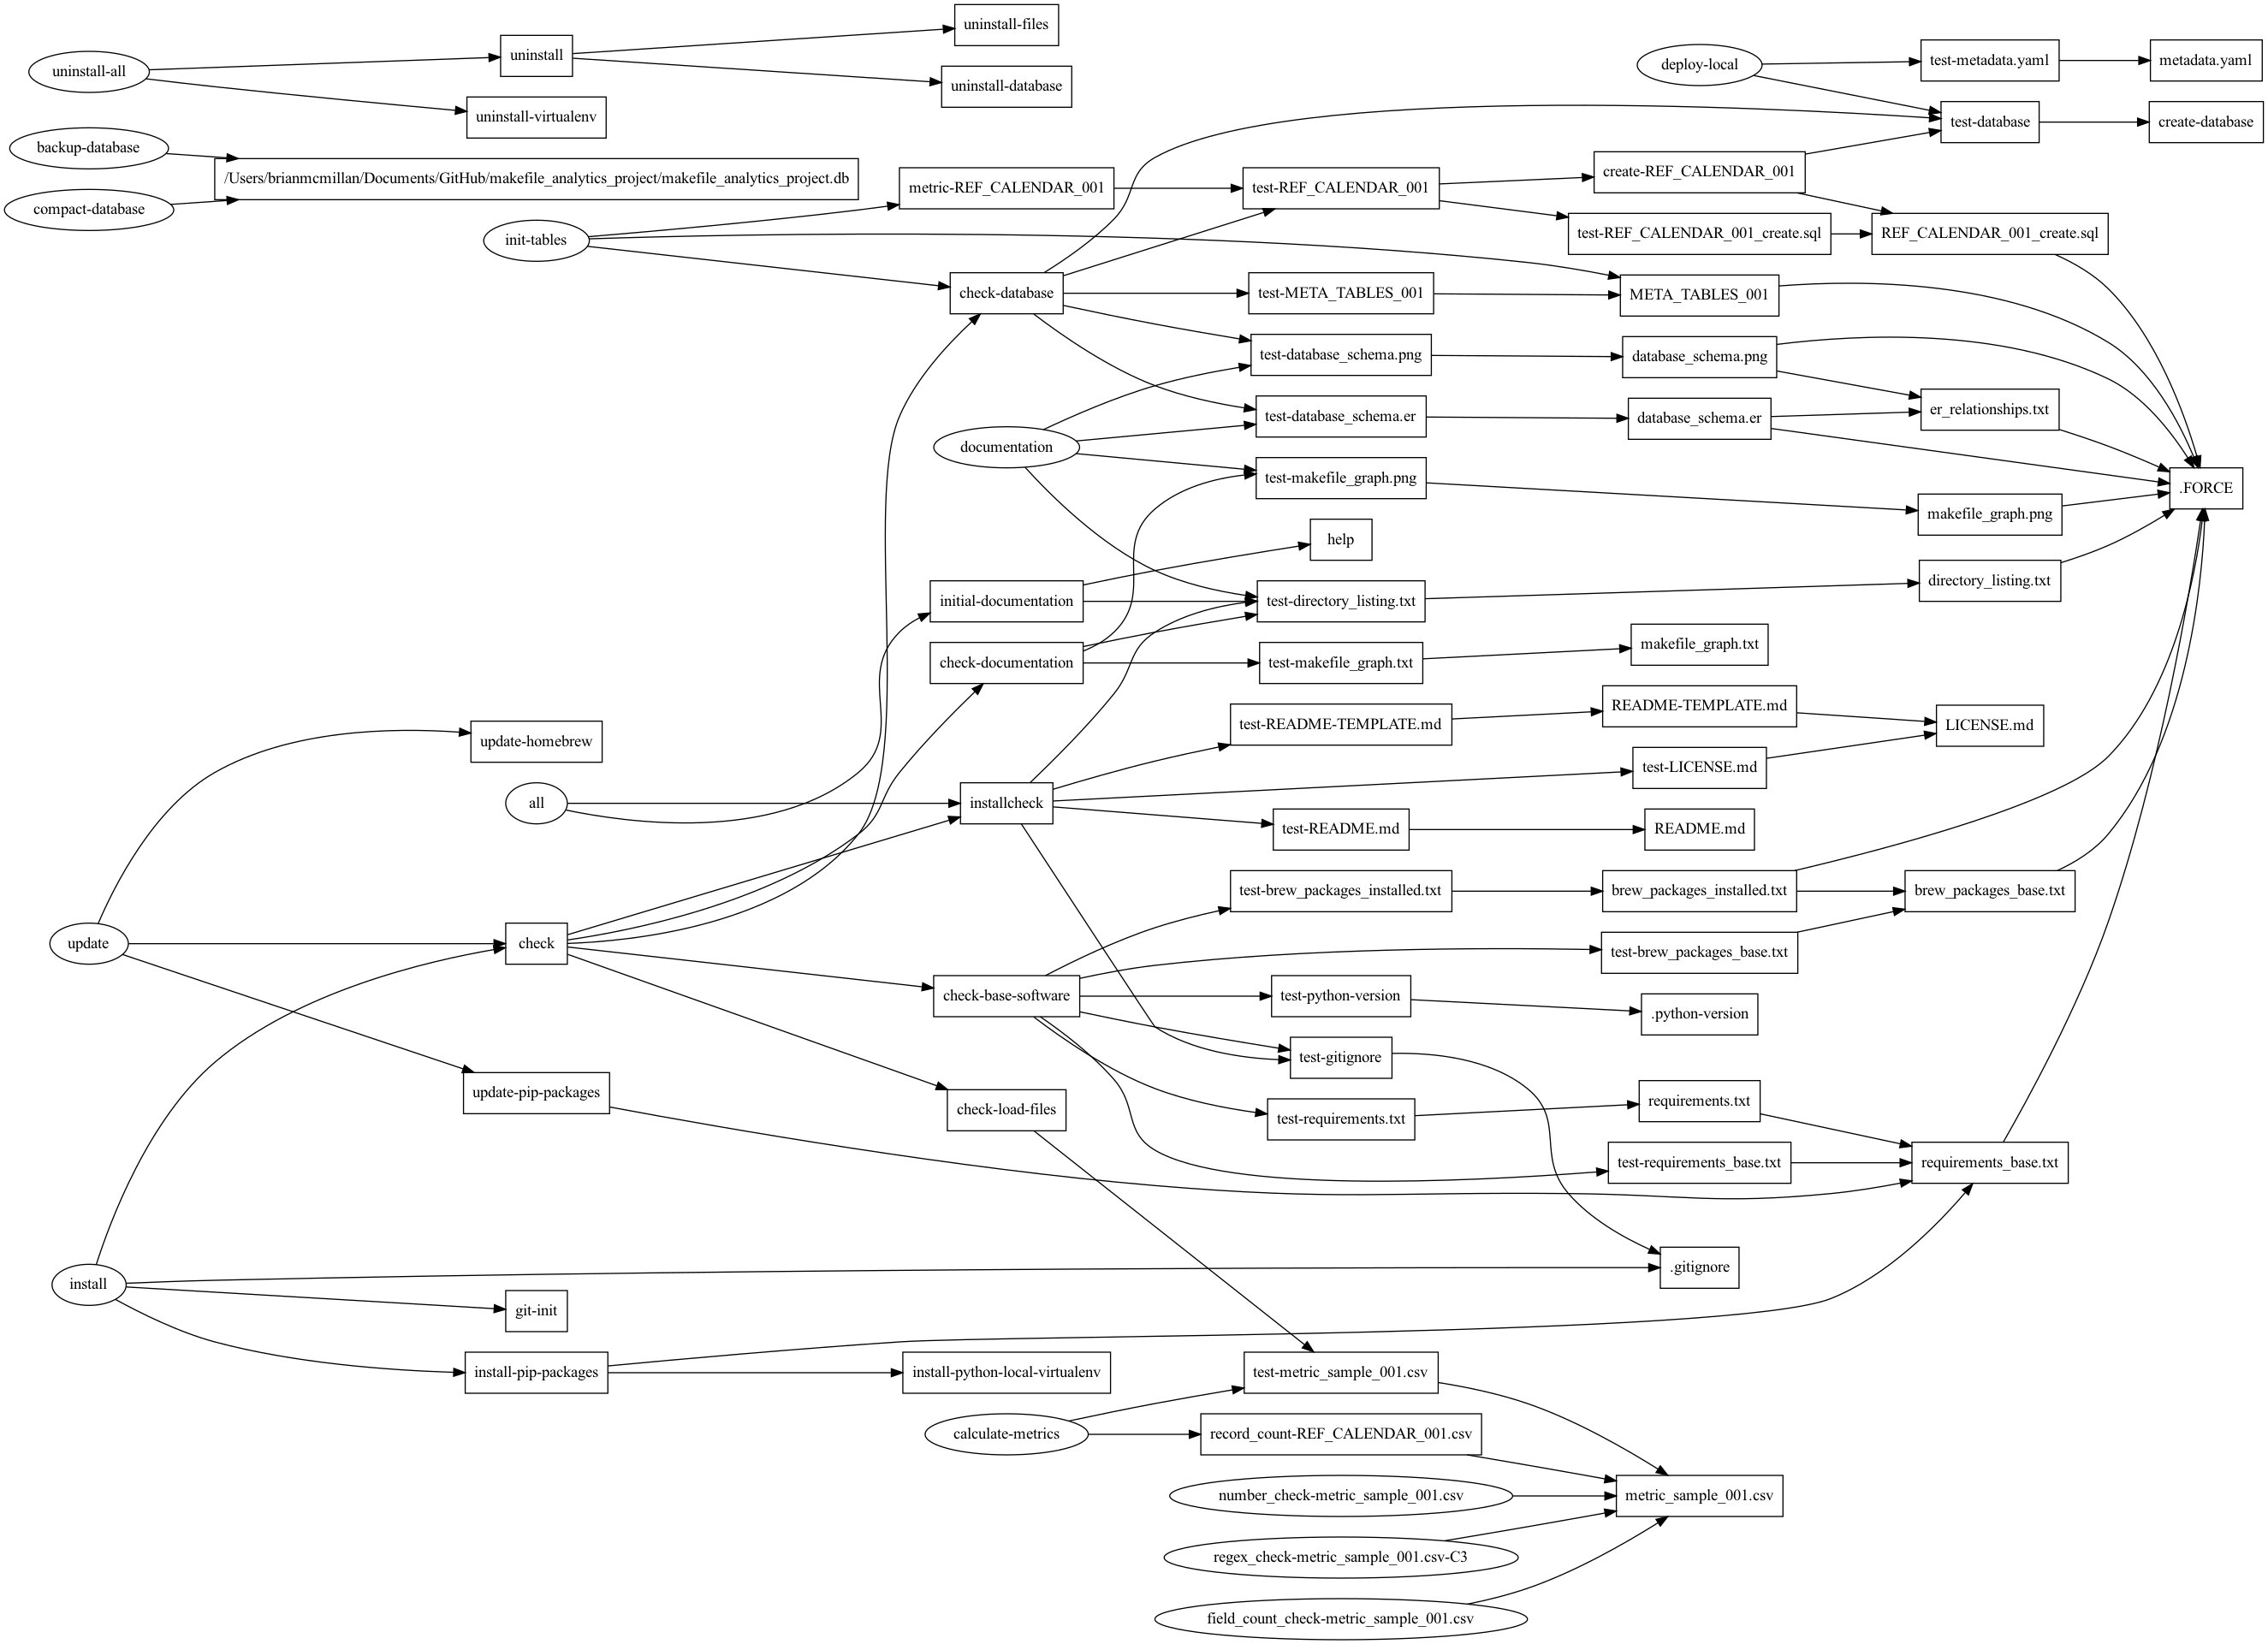 uninstall-files
uninstall
uninstall-all
uninstall-database
uninstall-virtualenv
deploy-local
test-metadata.yaml
metadata.yaml
test-database
create-database
backup-database
/Users/brianmcmillan/Documents/GitHub/makefile_analytics_project/makefile_analytics_project.db
compact-database
metric-REF_CALENDAR_001
test-REF_CALENDAR_001
create-REF_CALENDAR_001
init-tables
test-REF_CALENDAR_001_create.sql
REF_CALENDAR_001_create.sql
check-database
test-META_TABLES_001
META_TABLES_001
test-database_schema.png
database_schema.png
test-database_schema.er
database_schema.er
er_relationships.txt
documentation
test-makefile_graph.png
makefile_graph.png
.FORCE
help
initial-documentation
test-directory_listing.txt
directory_listing.txt
check-documentation
test-makefile_graph.txt
makefile_graph.txt
update-homebrew
test-README-TEMPLATE.md
README-TEMPLATE.md
LICENSE.md
test-LICENSE.md
all
installcheck
test-README.md
README.md
test-brew_packages_installed.txt
brew_packages_installed.txt
brew_packages_base.txt
update
check
test-brew_packages_base.txt
check-base-software
test-python-version
.python-version
test-gitignore
update-pip-packages
check-load-files
test-requirements.txt
requirements.txt
test-requirements_base.txt
requirements_base.txt
install
.gitignore
git-init
install-pip-packages
install-python-local-virtualenv
test-metric_sample_001.csv
calculate-metrics
record_count-REF_CALENDAR_001.csv
number_check-metric_sample_001.csv
metric_sample_001.csv
regex_check-metric_sample_001.csv-C3
field_count_check-metric_sample_001.csv